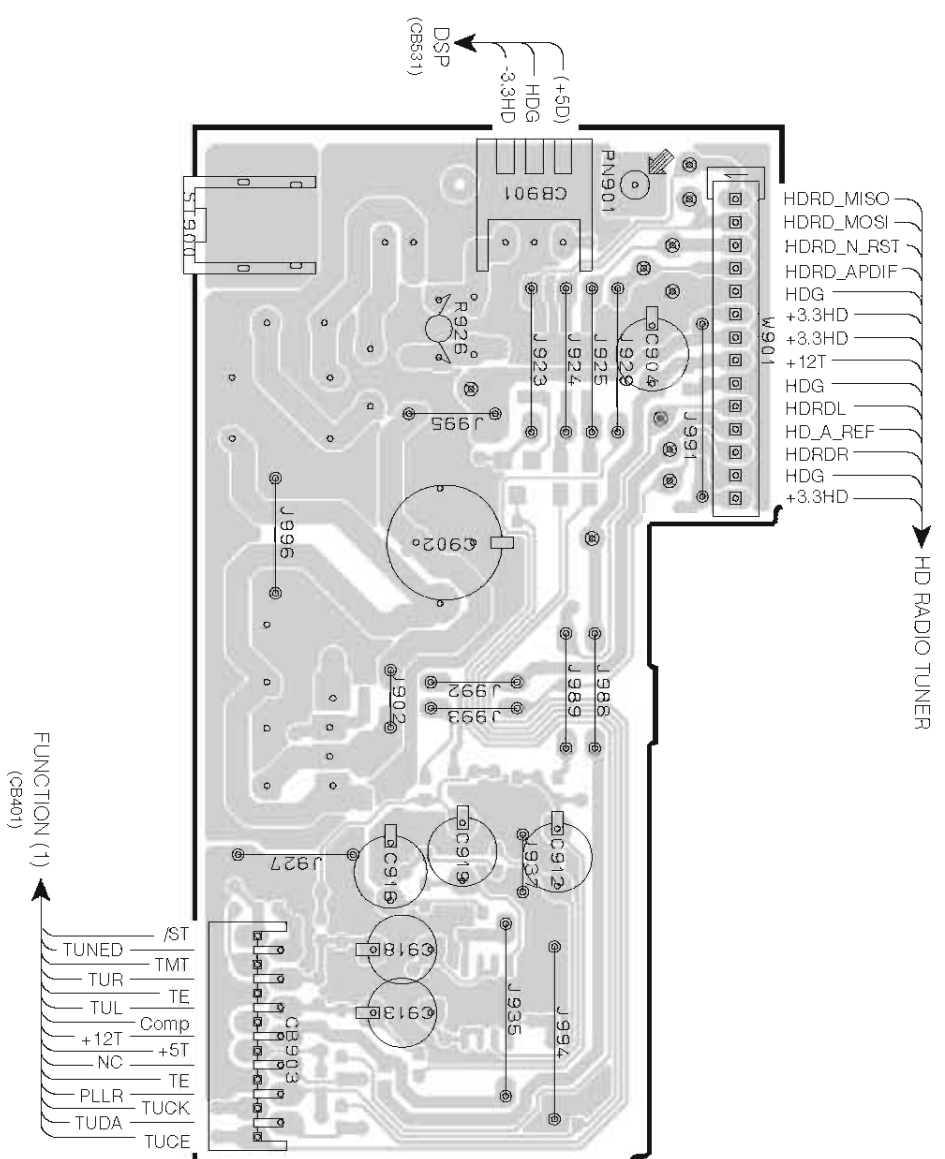 DSP
(CB531)
(+5D)
HDG
-3.3HD
CB901
PN901
ST900
R926
J923
J924
J925
J929
C904
J991
W901
1
HDRD_MISO
HDRD_MOSI
HDRD_N_RST
HDRD_APDIF
HDG
+3.3HD
+3.3HD
+12T
HDG
HDRDL
HD_A_REF
HDRDR
HDG
+3.3HD
HD RADIO TUNER
J995
J996
C902
J902
J992
J993
J989
J988
J927
C916
C919
J937
C912
C918
C913
J935
J994
CB903
FUNCTION (1)
(CB401)
/ST
TUNED
TMT
TUR
TE
TUL
Comp
+12T
+5T
NC
TE
PLLR
TUCK
TUDA
TUCE